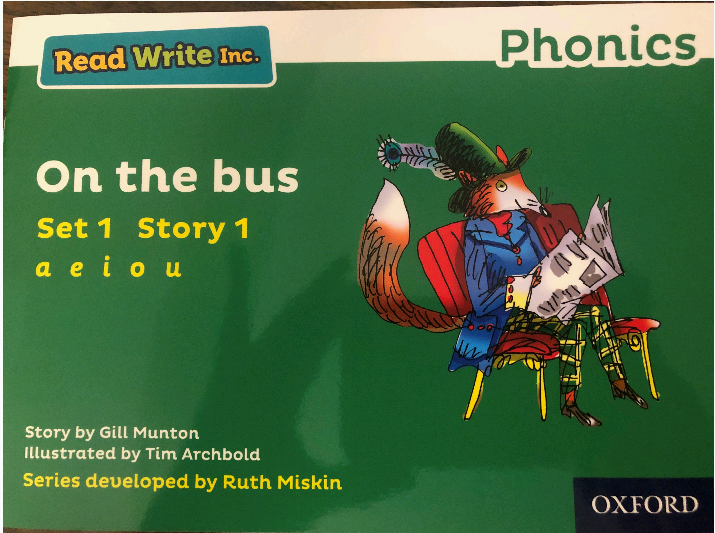 Read Write Inc.
Phonics
On the bus
Set 1 Story 1
a e i o u
Story by Gill Munton
Illustrated by Tim Archbold
Series developed by Ruth Miskin
OXFORD